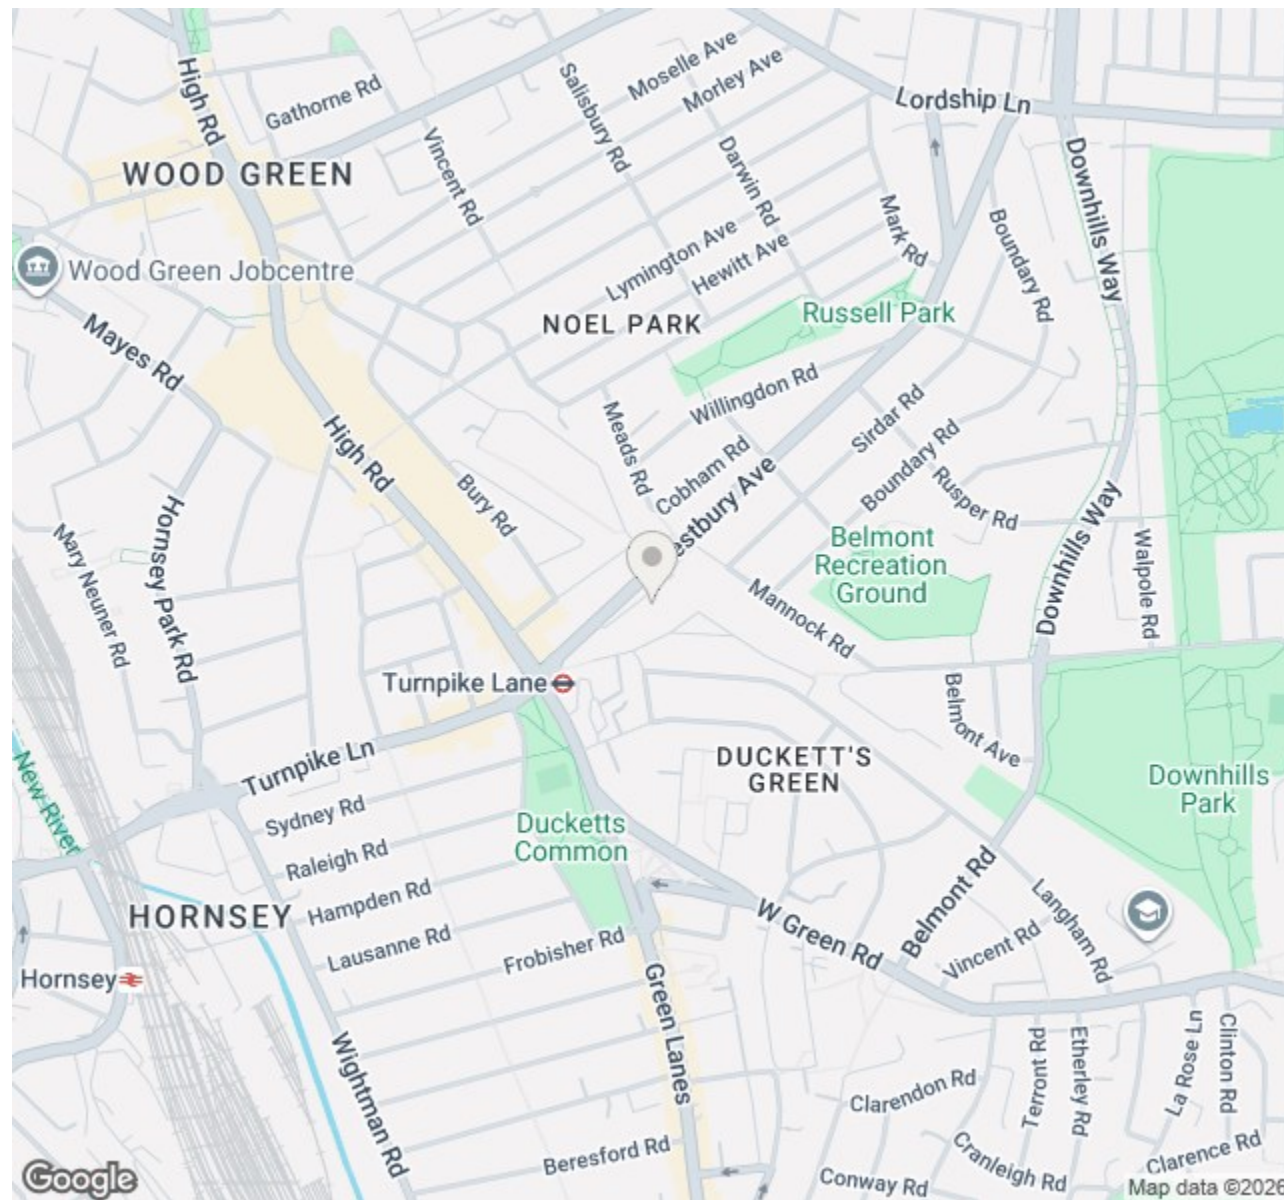 High Rd
Gathorne Rd
Vincent Rd
Salisbury Rd
Moselle Ave
Morley Ave
Darwin Rd
Lordship Ln
Downhills Way
WOOD GREEN
Mark Rd
Boundary Rd
Lymington Ave
Hewitt Ave
Wood Green Jobcentre
Russell Park
NOEL PARK
Mayes Rd
Willingdon Rd
Sirdar Rd
Meads Rd
High Rd
Cobham Rd
estbury Ave
Boundary Rd
Rusper Rd
Bury Rd
Hornsey Park Rd
Mary Neuner Rd
Belmont
Recreation
Ground
Downhills Way
Walpole Rd
Mannock Rd
Turnpike Lane
Belmont Ave
Turnpike Ln
New River
DUCKETT'S
GREEN
Downhills
Park
Sydney Rd
Ducketts
Common
Raleigh Rd
Hampden Rd
HORNSEY
Lausanne Rd
Frobisher Rd
W Green Rd
Belmont Rd
Langham Rd
Vincent Rd
Hornsey
Green Lanes
Wightman Rd
Terront Rd
Etherley Rd
La Rose Ln
Clinton Rd
Clarendon Rd
Cranleigh Rd
Clarence Rd
Beresford Rd
Conway Rd
Google
Map data ©2026